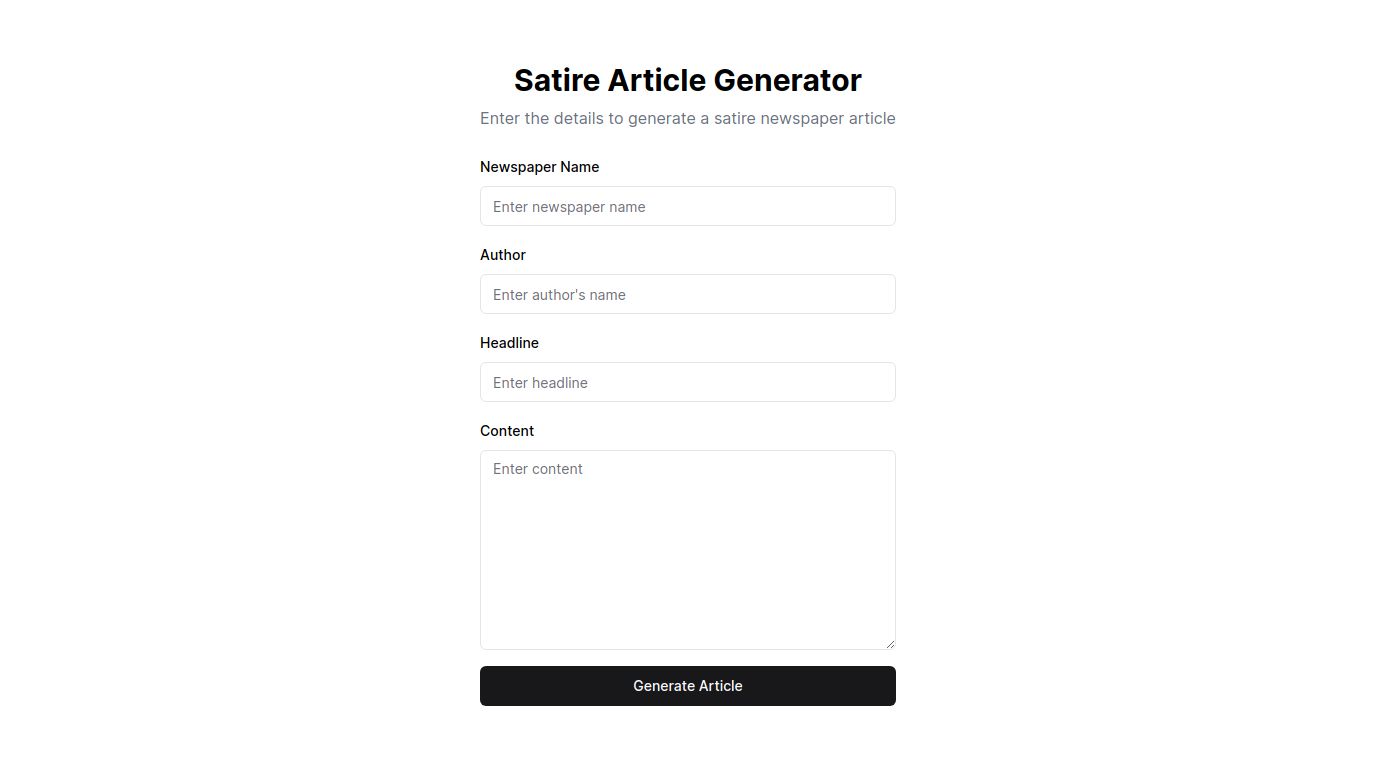 Satire Article Generator
Enter the details to generate a satire newspaper article
Newspaper Name
Enter newspaper name
Author
Enter author's name
Headline
Enter headline
Content
Enter content
Generate Article